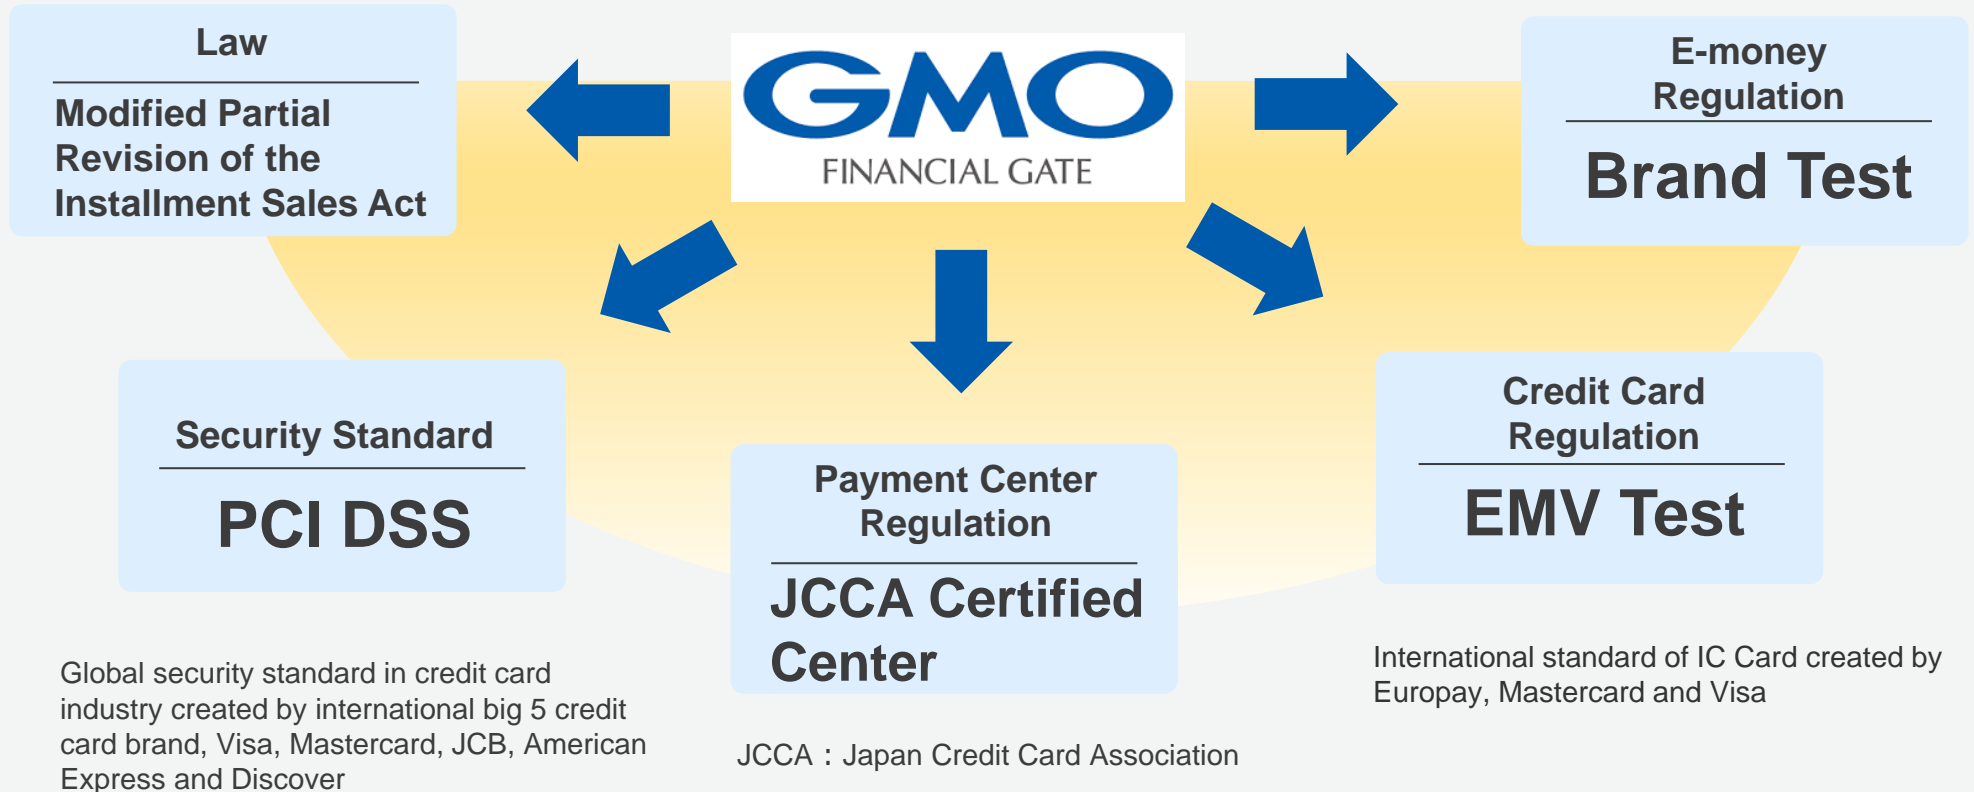 Law
Modified Partial
Revision of the
Installment Sales Act
GMO
FINANCIAL GATE
E-money
Regulation
Brand Test
Security Standard
PCI DSS
Payment Center
Regulation
JCCA Certified
Center
Credit Card
Regulation
EMV Test
Global security standard in credit card
industry created by international big 5 credit
card brand, Visa, Mastercard, JCB, American
Express and Discover
JCCA：Japan Credit Card Association
International standard of IC Card created by
Europay, Mastercard and Visa